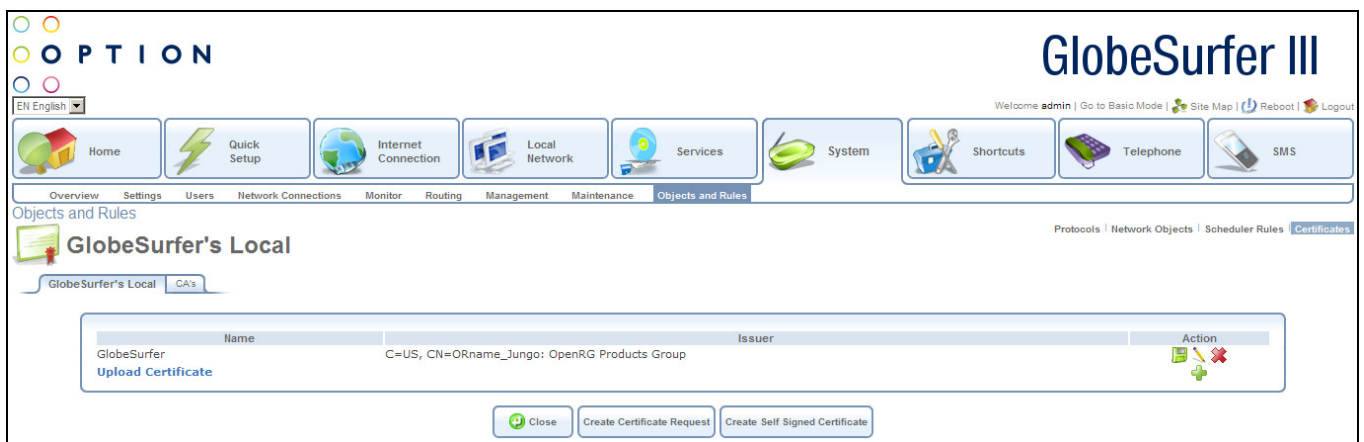 OPTION
GlobeSurfer III
EN English
Welcome admin | Go to Basic Mode | Site Map | Reboot | Logout
Home
Quick Setup
Internet Connection
Local Network
Services
System
Shortcuts
Telephone
SMS
Overview Settings Users Network Connections Monitor Routing Management Maintenance Objects and Rules
Objects and Rules
Protocols | Network Objects | Scheduler Rules | Certificates
GlobeSurfer's Local
GlobeSurfer's Local CA's
Name Issuer Action
GlobeSurfer C=US, CN=ORname_Jungo: OpenRG Products Group
Upload Certificate
Close Create Certificate Request Create Self Signed Certificate